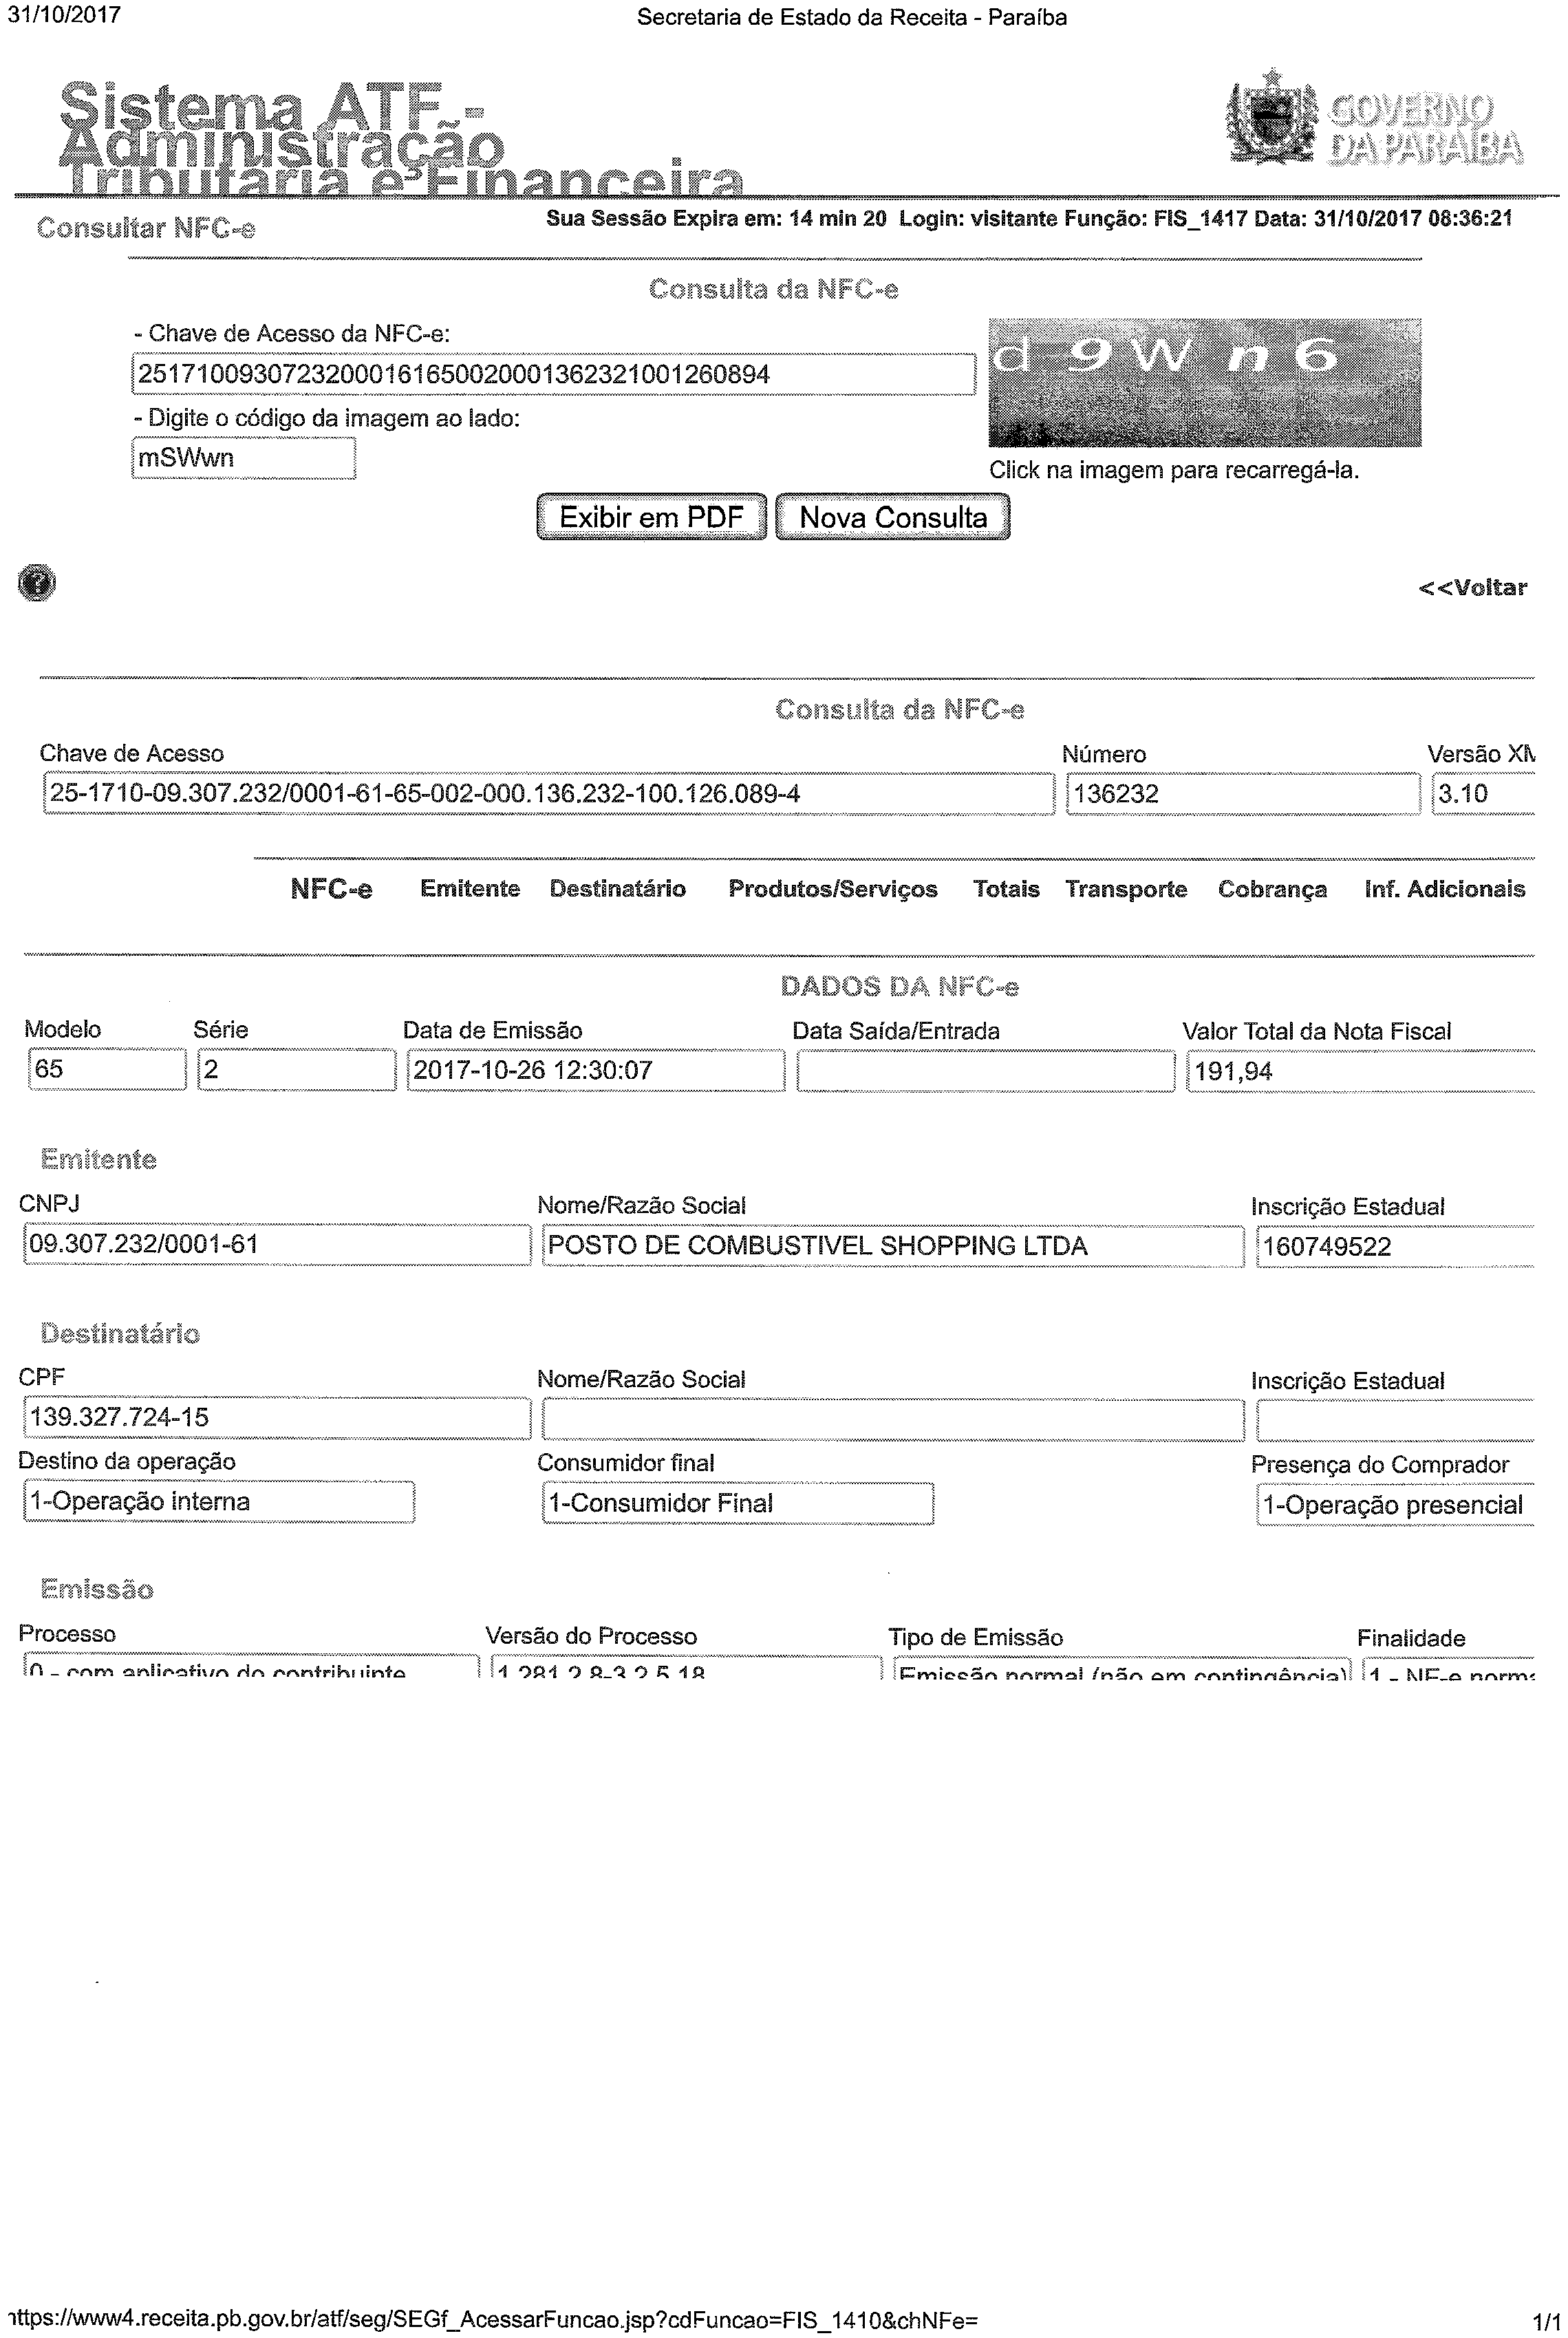 31/10/2017 Secretaria de Estado da Receita - Paraíba
Sistema ATF -
Administração
Tributária e Financeira
GOVERNO
DA PARAÍBA
Consultar NFC-e Sua Sessão Expira em: 14 min 20 Login: visitante Função: FIS_1417 Data: 31/10/2017 08:36:21
Consulta da NFC-e
- Chave de Acesso da NFC-e:
25171009307232000161650020001362321001260894
d 9 W n 6
- Digite o código da imagem ao lado:
mSWwn
Click na imagem para recarregá-la.
Exibir em PDF Nova Consulta
<<Voltar
Consulta da NFC-e
Chave de Acesso Número Versão XM
25-1710-09.307.232/0001-61-65-002-000.136.232-100.126.089-4 136232 3.10
NFC-e Emitente Destinatário Produtos/Serviços Totais Transporte Cobrança Inf. Adicionais
DADOS DA NFC-e
Modelo Série Data de Emissão Data Saída/Entrada Valor Total da Nota Fiscal
65 2 2017-10-26 12:30:07 191,94
Emitente
CNPJ Nome/Razão Social Inscrição Estadual
09.307.232/0001-61 POSTO DE COMBUSTIVEL SHOPPING LTDA 160749522
Destinatário
CPF Nome/Razão Social Inscrição Estadual
139.327.724-15
Destino da operação Consumidor final Presença do Comprador
1-Operação interna 1-Consumidor Final 1-Operação presencial
Emissão
Processo Versão do Processo Tipo de Emissão Finalidade
0 - com aplicativo do contribuinte 1.281.2.8-3.2.5.18 Emissão normal (não em contingência) 1 - NF-e norma
ttps://www4.receita.pb.gov.br/atf/seg/SEGf_AcessarFuncao.jsp?cdFuncao=FIS_1410&chNFe= 1/1